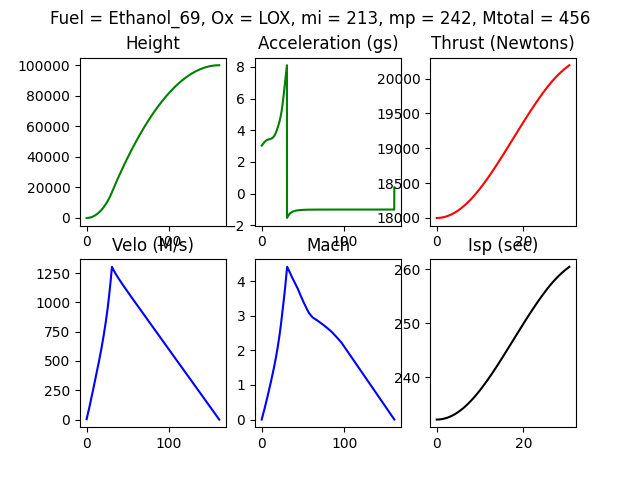 Fuel = Ethanol_69, Ox = LOX, mi = 213, mp = 242, Mtotal = 456
Height Acceleration (gs) Thrust (Newtons)
100000 8 20000
80000 6 19500
60000 4 19000
40000 2 18500
20000 0 18000
0 2
0 100 0 100 0 20
Velo (M/s) Mach Isp (sec)
1250 4 260
1000 3 250
750 2 240
500 1
250 0
0
0 100 0 100 0 20